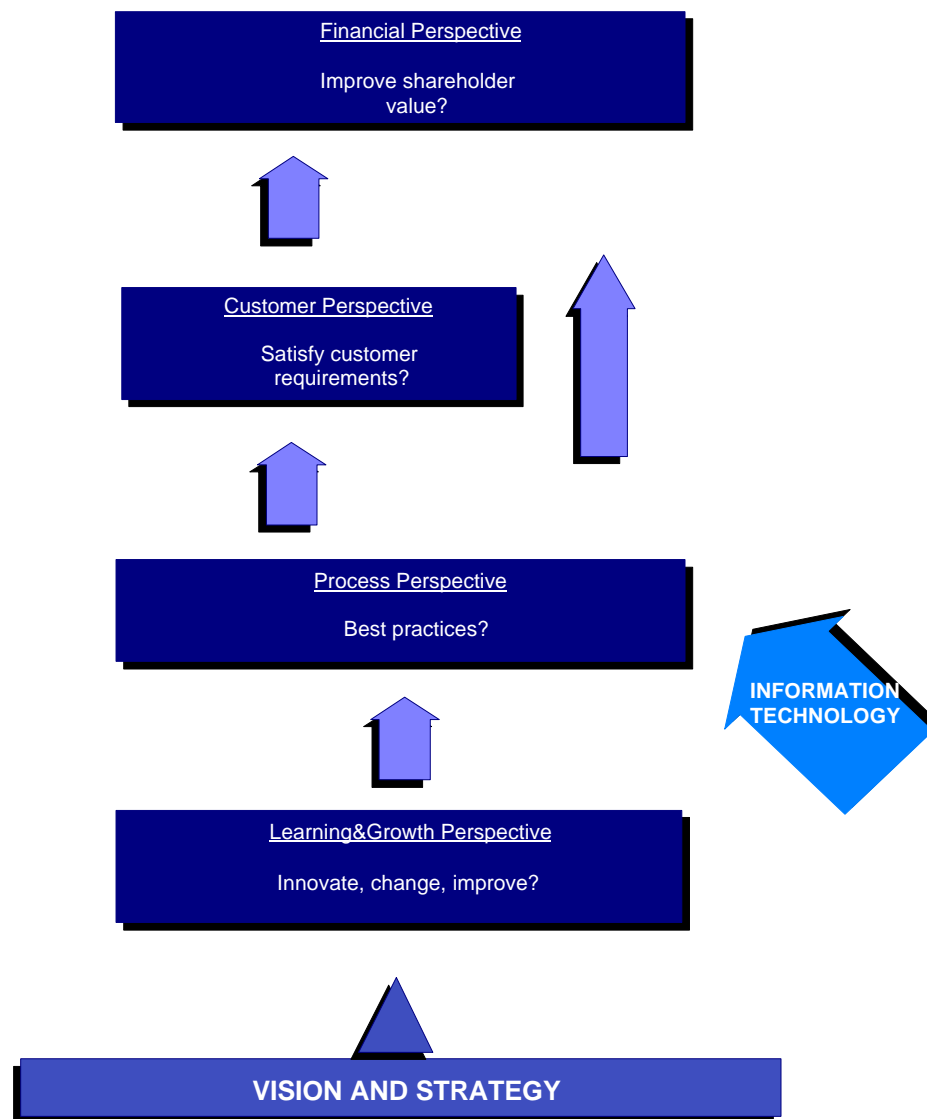 Financial Perspective
Improve shareholder
value?
Customer Perspective
Satisfy customer
requirements?
Process Perspective
Best practices?
INFORMATION
TECHNOLOGY
Learning&Growth Perspective
Innovate, change, improve?
VISION AND STRATEGY